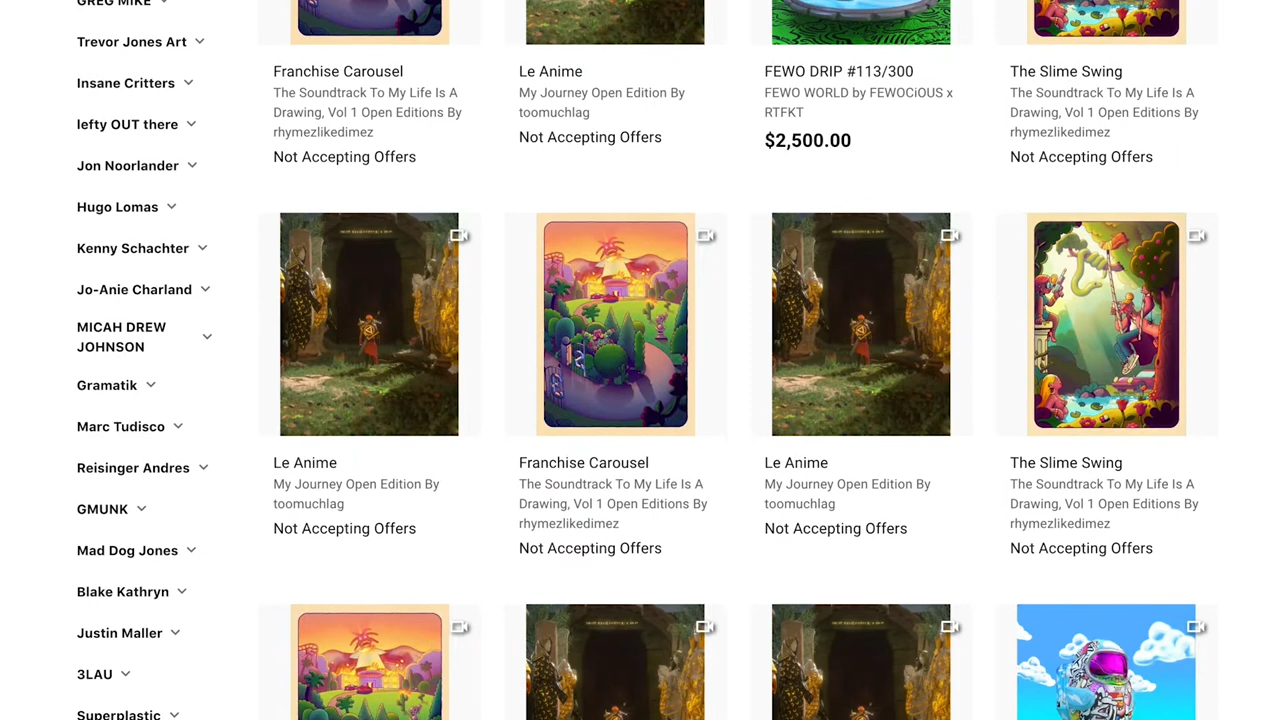 GREG MIKE
Trevor Jones Art
Insane Critters
lefty OUT there
Jon Noorlander
Hugo Lomas
Kenny Schachter
Jo-Anie Charland
MICAH DREW
JOHNSON
Gramatik
Marc Tudisco
Reisinger Andres
GMUNK
Mad Dog Jones
Blake Kathryn
Justin Maller
3LAU
Superplastic
Franchise Carousel
The Soundtrack To My Life Is A
Drawing, Vol 1 Open Editions By
rhymezlikedimez
Not Accepting Offers
Le Anime
My Journey Open Edition By
toomuchlag
Not Accepting Offers
FEWO DRIP #113/300
FEWO WORLD by FEWOCiOUS x
RTFKT
$2,500.00
The Slime Swing
The Soundtrack To My Life Is A
Drawing, Vol 1 Open Editions By
rhymezlikedimez
Not Accepting Offers
Le Anime
My Journey Open Edition By
toomuchlag
Not Accepting Offers
Franchise Carousel
The Soundtrack To My Life Is A
Drawing, Vol 1 Open Editions By
rhymezlikedimez
Not Accepting Offers
Le Anime
My Journey Open Edition By
toomuchlag
Not Accepting Offers
The Slime Swing
The Soundtrack To My Life Is A
Drawing, Vol 1 Open Editions By
rhymezlikedimez
Not Accepting Offers